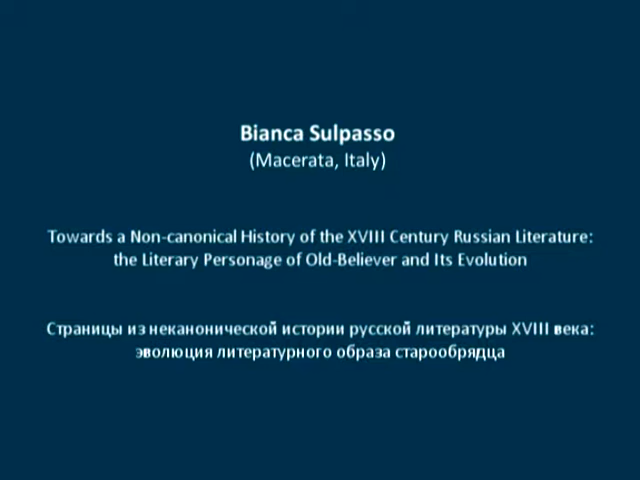 Bianca Sulpasso
(Macerata, Italy)
Towards a Non-canonical History of the XVIII Century Russian Literature:
the Literary Personage of Old-Believer and Its Evolution
Страницы из неканонической истории русской литературы XVIII века:
эволюция литературного образа старообрядца